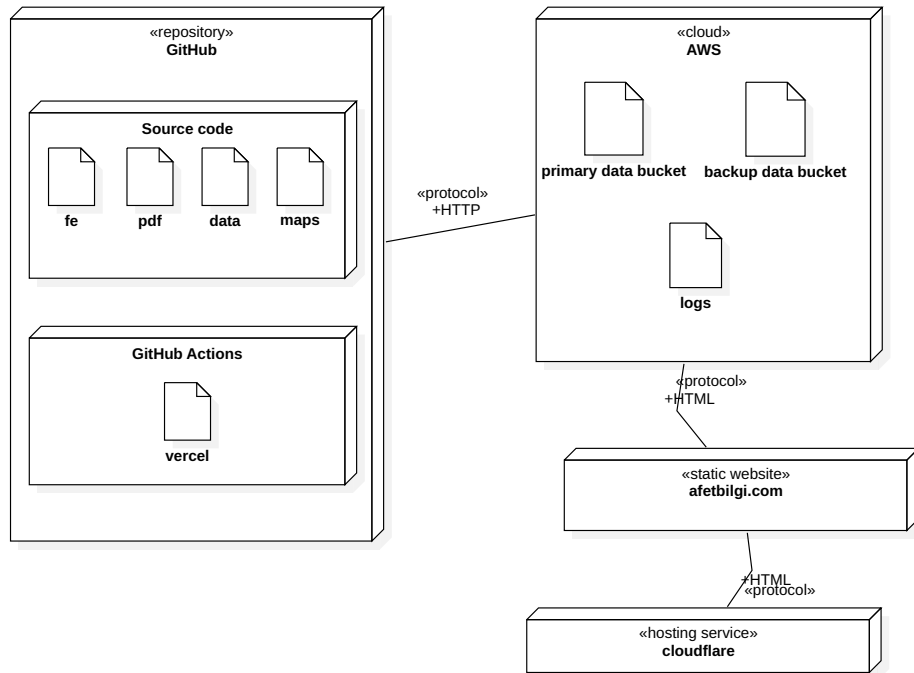 «repository»
GitHub
Source code
fe
pdf
data
maps
GitHub Actions
vercel
«protocol»
+HTTP
«cloud»
AWS
primary data bucket
backup data bucket
logs
«protocol»
+HTML
«static website»
afetbilgi.com
+HTML
«protocol»
«hosting service»
cloudflare